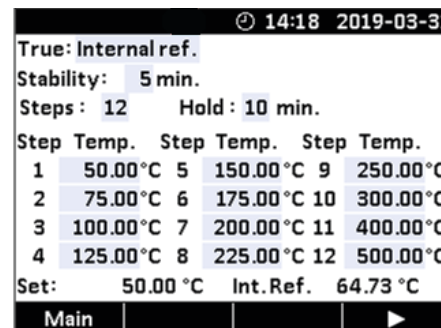 14:18 2019-03-3
True: Internal ref.
Stability: 5 min.
Steps: 12 Hold: 10 min.
Step Temp. Step Temp. Step Temp.
1 50.00°C 5 150.00°C 9 250.00°C
2 75.00°C 6 175.00°C 10 300.00°C
3 100.00°C 7 200.00°C 11 400.00°C
4 125.00°C 8 225.00°C 12 500.00°C
Set: 50.00 °C Int.Ref. 64.73 °C
Main